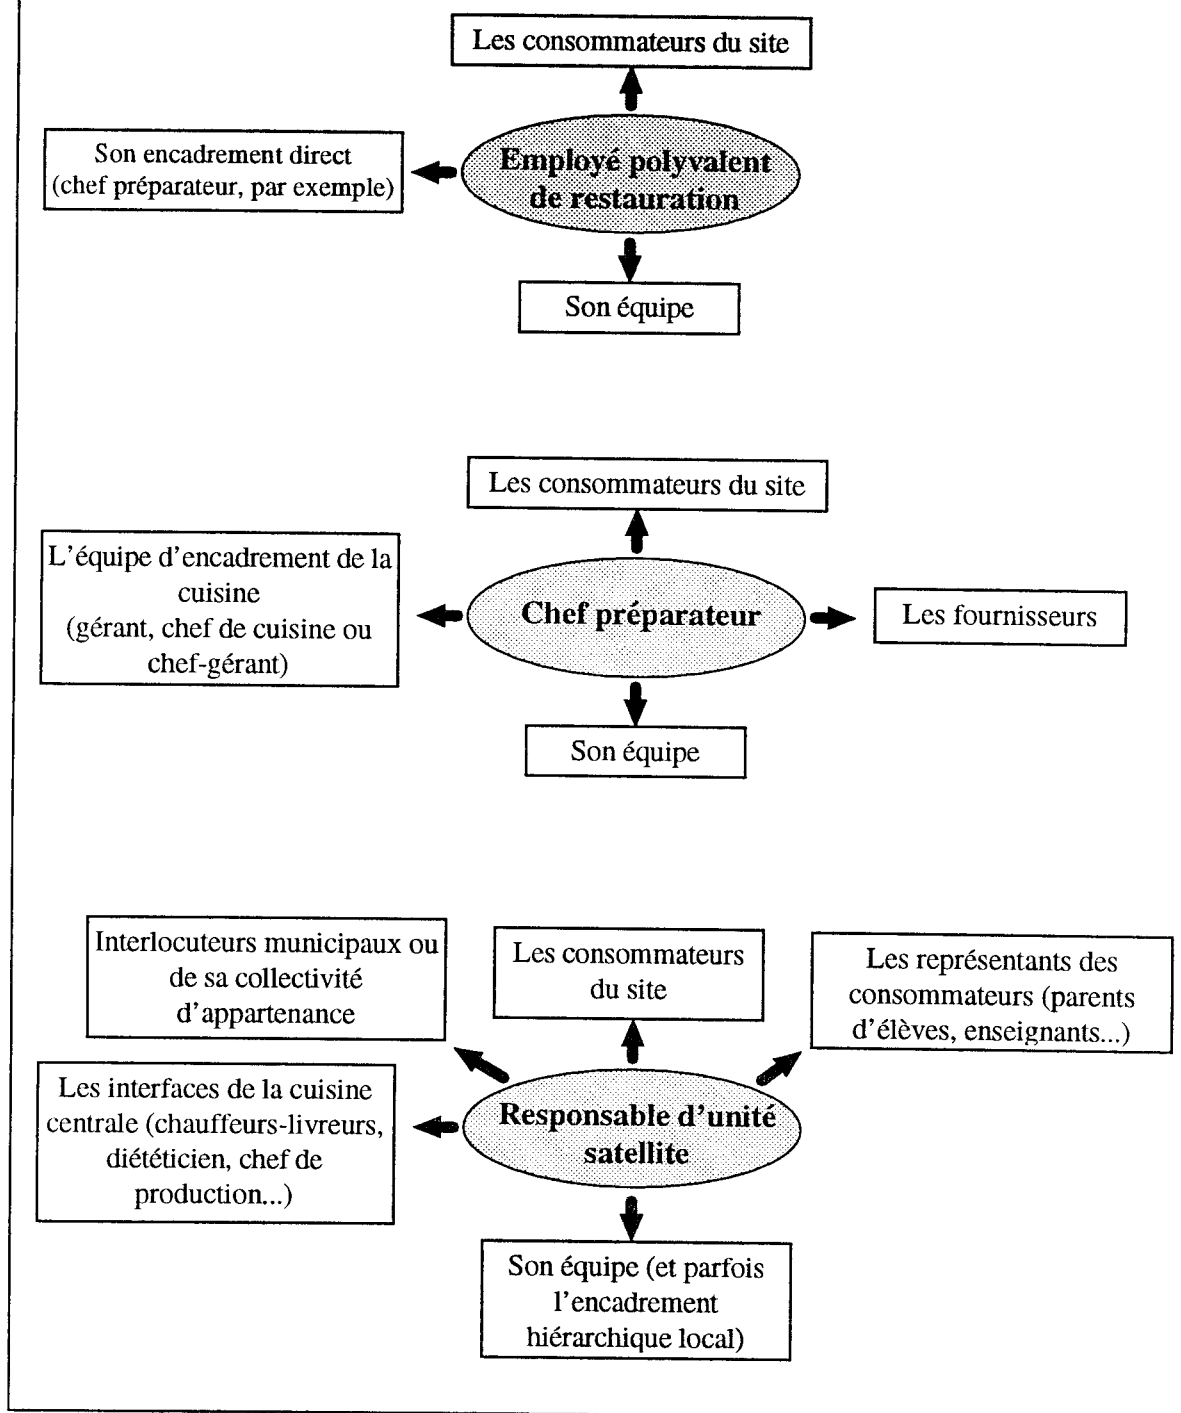 Les consommateurs du site
Son encadrement direct
(chef préparateur, par exemple)
Employé polyvalent
de restauration
Son équipe
Les consommateurs du site
L'équipe d'encadrement de la
cuisine
(gérant, chef de cuisine ou
chef-gérant)
Chef préparateur
Les fournisseurs
Son équipe
Interlocuteurs municipaux ou
de sa collectivité
d'appartenance
Les consommateurs
du site
Les représentants des
consommateurs (parents
d'élèves, enseignants...)
Les interfaces de la cuisine
centrale (chauffeurs-livreurs,
diététicien, chef de
production...)
Responsable d'unité
satellite
Son équipe (et parfois
l'encadrement
hiérarchique local)